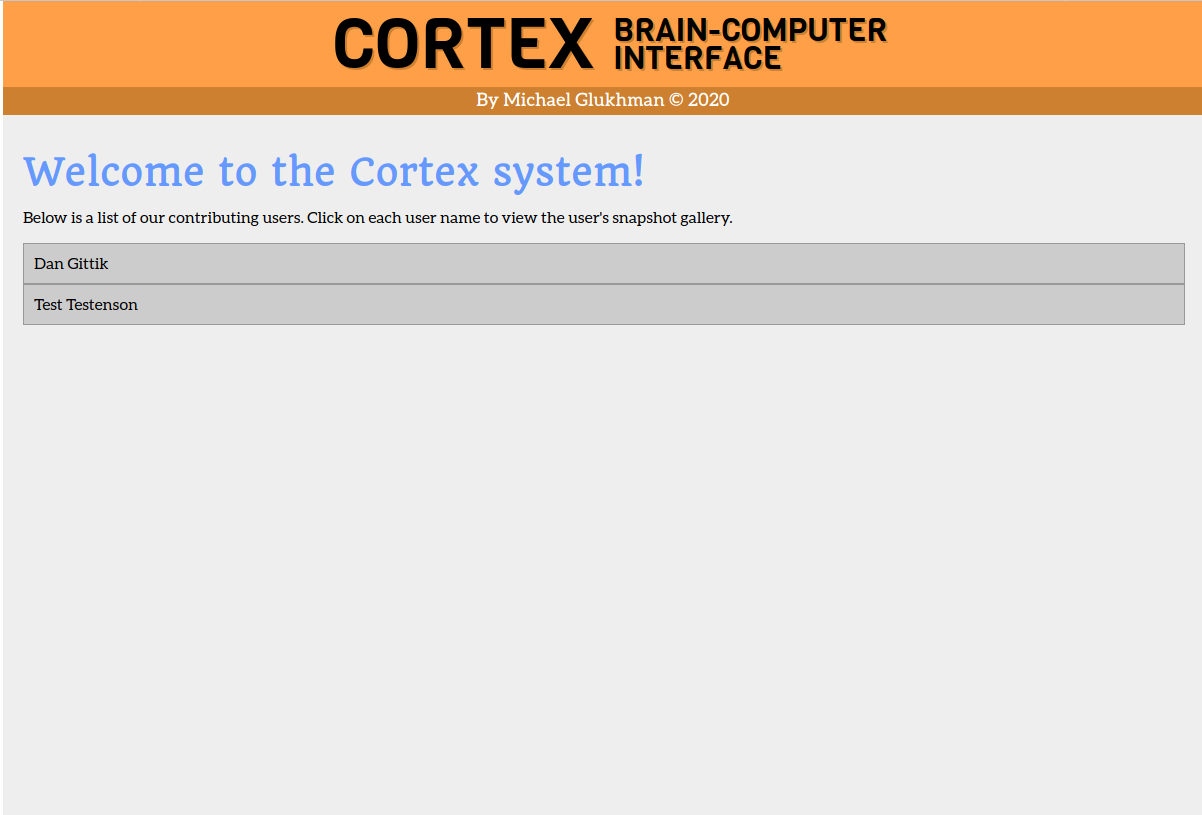 CORTEX
BRAIN-COMPUTER
INTERFACE
By Michael Glukhman © 2020
Welcome to the Cortex system!
Below is a list of our contributing users. Click on each user name to view the user's snapshot gallery.
Dan Gittik
Test Testenson